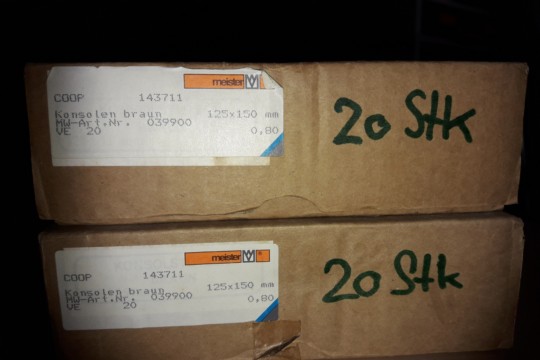 meister
COOP 143711
Konsolen braun 125x150 mm
MW-Art.Nr. 039900
VE 20 0,80
20 Stk
meister
COOP 143711
Konsolen braun 125x150 mm
MW-Art.Nr. 039900
VE 20 0,80
20 Stk